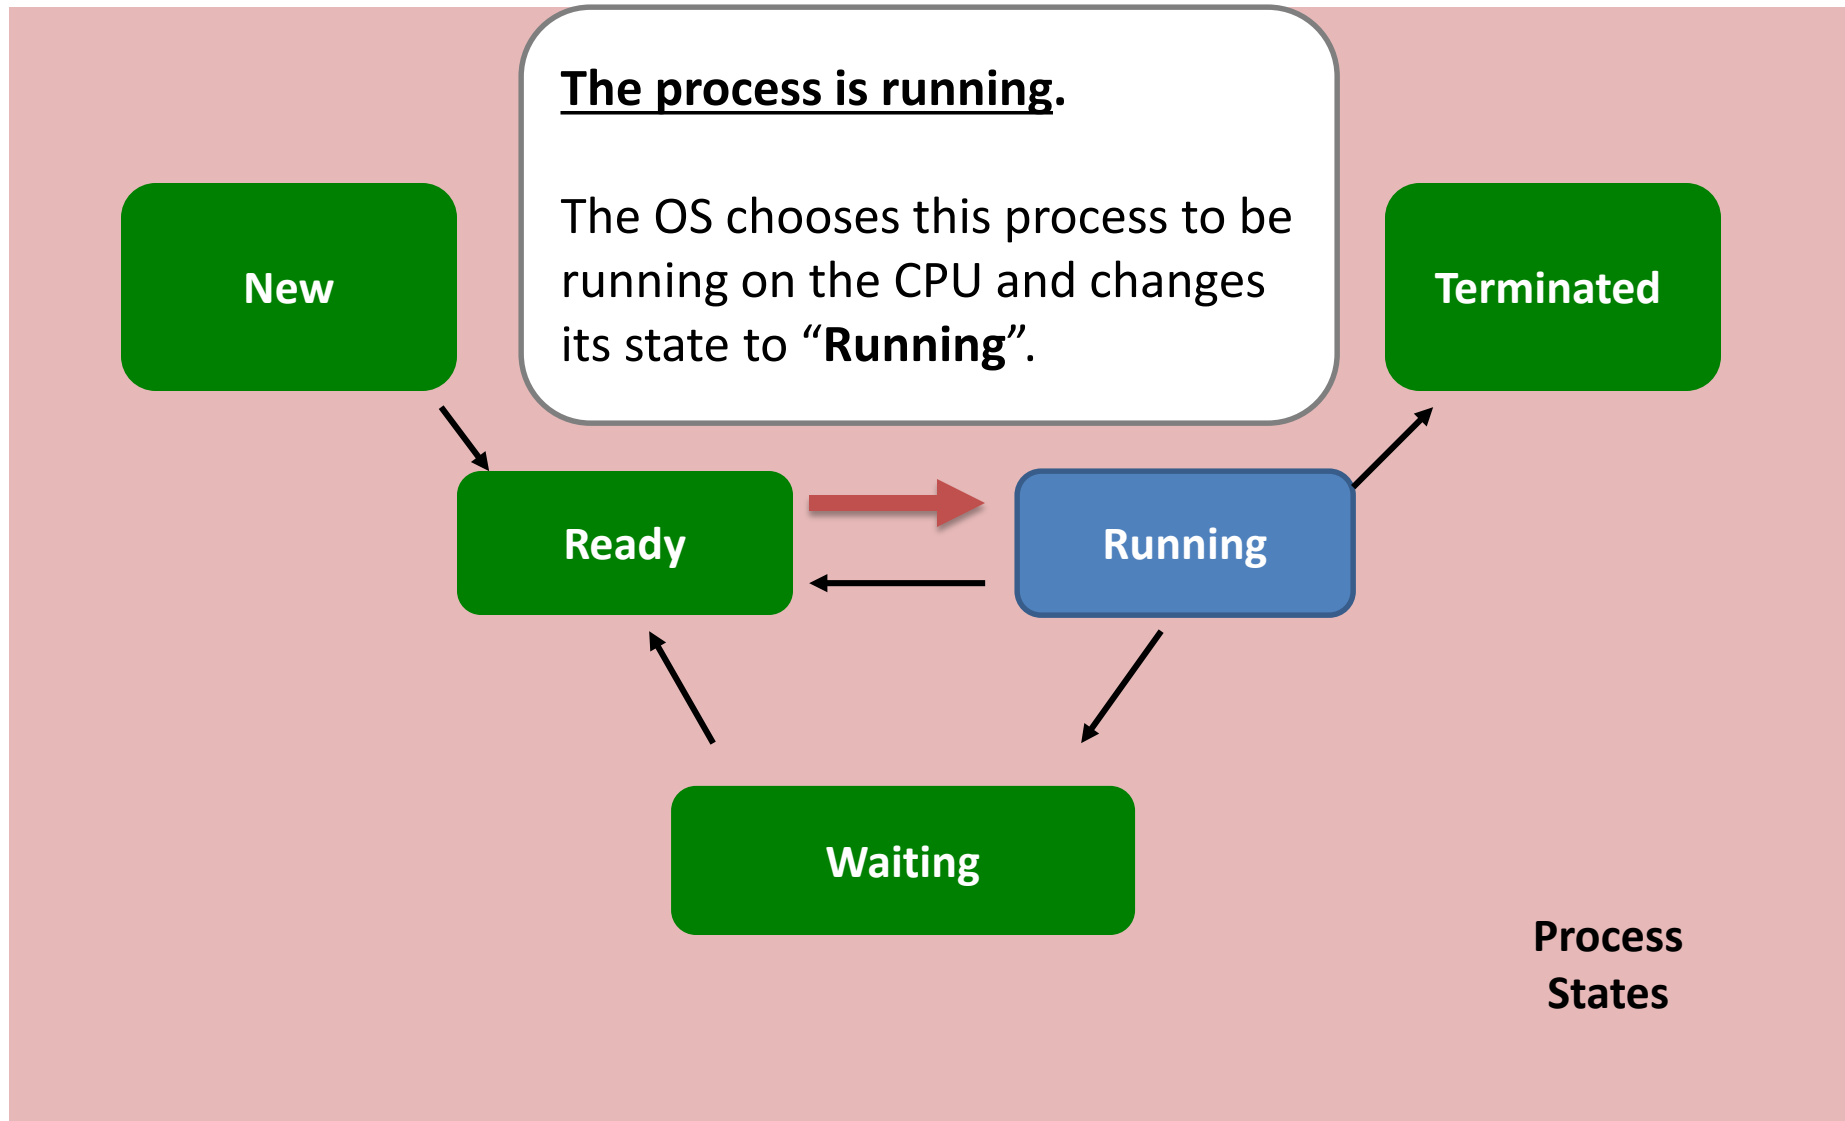 The process is running.
The OS chooses this process to be
running on the CPU and changes
its state to “Running”.
New
Terminated
Ready
Running
Waiting
Process
States